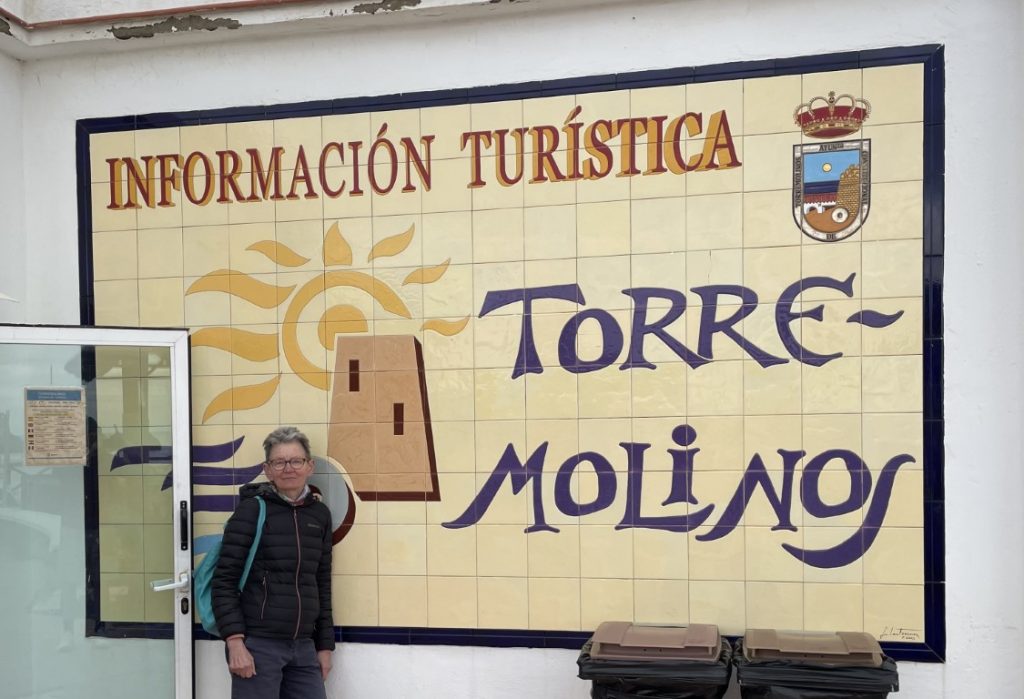 INFORMACIÓN TURÍSTICA
TORRE-
MOLINOS